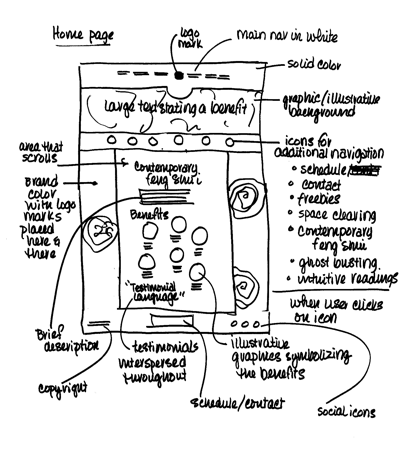 Home page
logo
mark
main nav in white
solid color
Large text stating a benefit
graphic/illustrative
background
area that
scrolls
icons for
additional navigation
• schedule/
• contact
• freebies
• space clearing
• contemporary
feng shui
• ghost busting
• intuitive readings
when user clicks
on icon
Contemporary
feng shui
Brand
color
with logo
marks
placed
here &
there
Benefits
"Testimonial
Language"
Brief
description
testimonials
interspersed
throughout
illustrative
graphics symbolizing
the benefits
copyright
schedule/contact
social icons